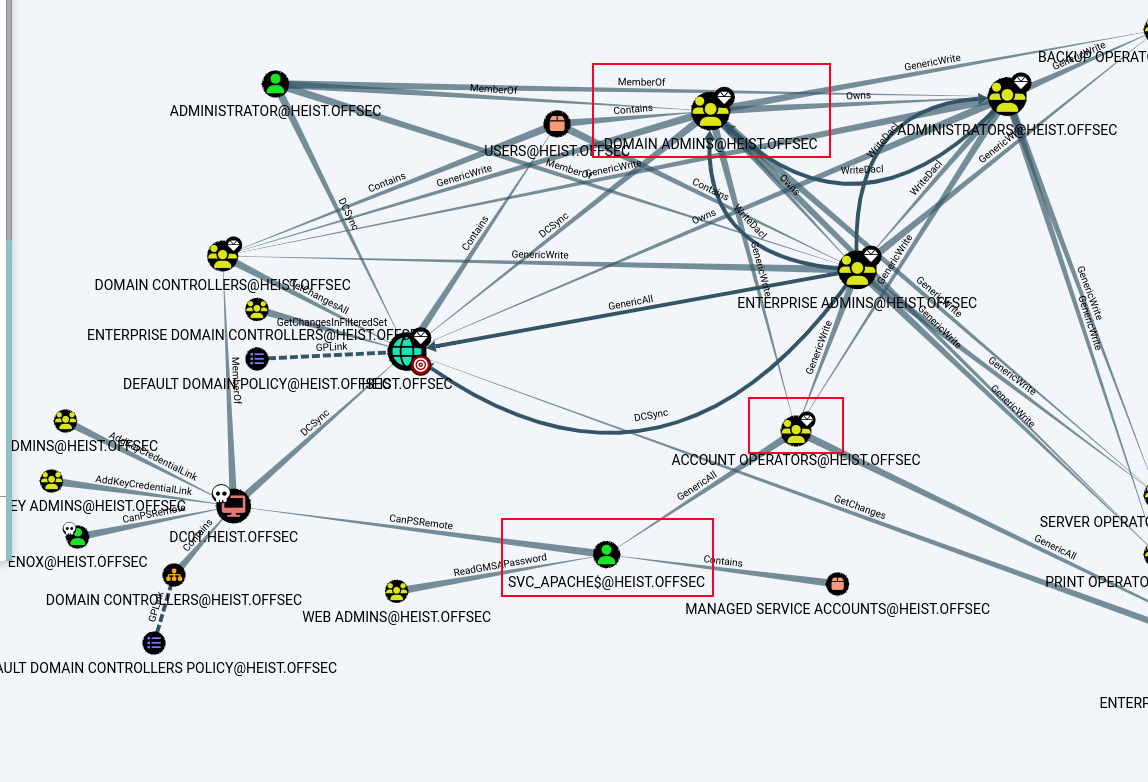 BACKUP OPERAT
GenericWrite
GenericWrite
MemberOf
MemberOf
ADMINISTRATOR@HEIST.OFFSEC
Contains
Owns
DOMAIN ADMINS@HEIST.OFFSEC
ADMINISTRATORS@HEIST.OFFSEC
USERS@HEIST.OFFSEC
WriteDacl
MemberOf
GenericWrite
GenericWrite
Contains
GenericWrite
WriteDacl
WriteDacl
Owns
Contains
DCSync
Contains
DCSync
Owns
WriteDacl
GenericWrite
GenericWrite
GenericWrite
DOMAIN CONTROLLERS@HEIST.OFFSEC
GetChangesAll
GenericAll
ENTERPRISE ADMINS@HEIST.OFFSEC
GenericWrite
GenericWrite
GenericWrite
GenericWrite
GetChangesInFilteredSet
ENTERPRISE DOMAIN CONTROLLERS@HEIST.OFFSEC
GPLink
GenericWrite
DEFAULT DOMAIN POLICY@HEIST.OFFSEC
HEIST.OFFSEC
MemberOf
GenericWrite
GenericWrite
DCSync
DCSync
DMINS@HEIST.OFFSEC
AddKeyCredentialLink
ACCOUNT OPERATORS@HEIST.OFFSEC
AddKeyCredentialLink
GenericAll
EY ADMINS@HEIST.OFFSEC
CanPSRemote
GetChanges
CanPSRemote
SERVER OPERATO
DC01.HEIST.OFFSEC
Contains
GenericAll
ENOX@HEIST.OFFSEC
ReadGMSAPassword
Contains
SVC_APACHE$@HEIST.OFFSEC
PRINT OPERATO
DOMAIN CONTROLLERS@HEIST.OFFSEC
GPLink
WEB ADMINS@HEIST.OFFSEC
MANAGED SERVICE ACCOUNTS@HEIST.OFFSEC
AULT DOMAIN CONTROLLERS POLICY@HEIST.OFFSEC
ENTERP